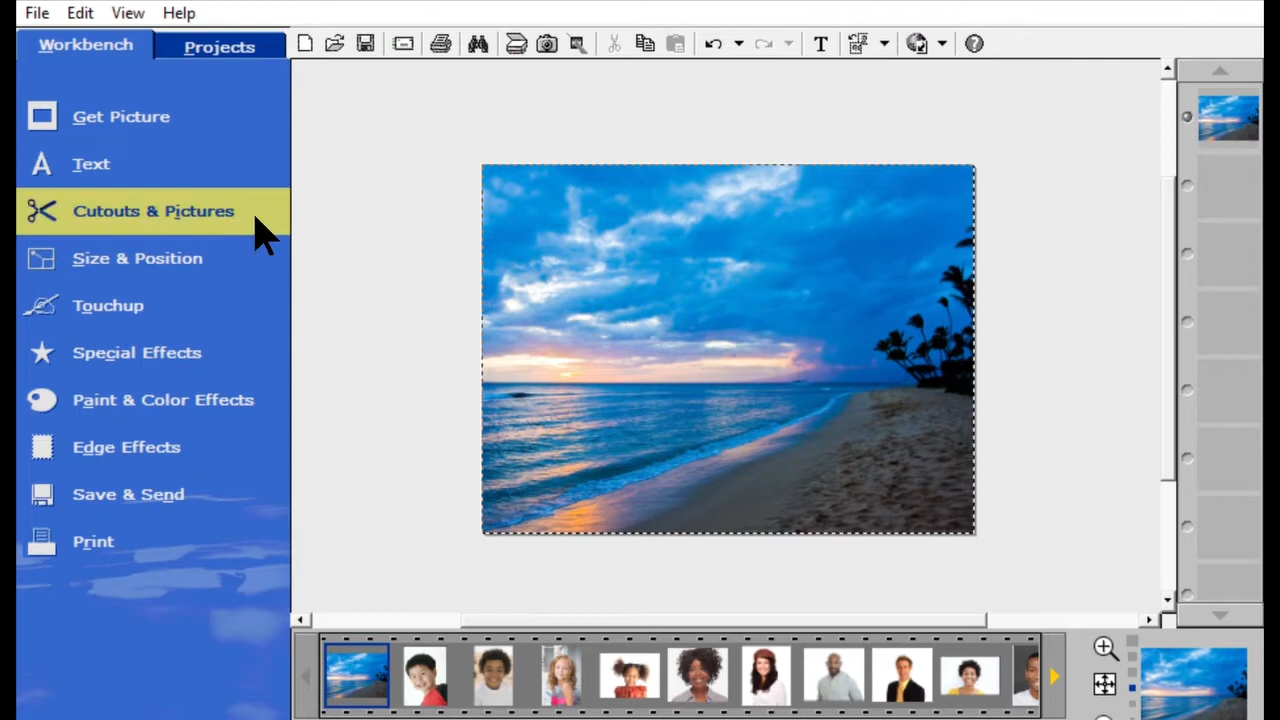 File Edit View Help
Workbench Projects
T
Get Picture
A Text
Cutouts & Pictures
Size & Position
Touchup
Special Effects
Paint & Color Effects
Edge Effects
Save & Send
Print